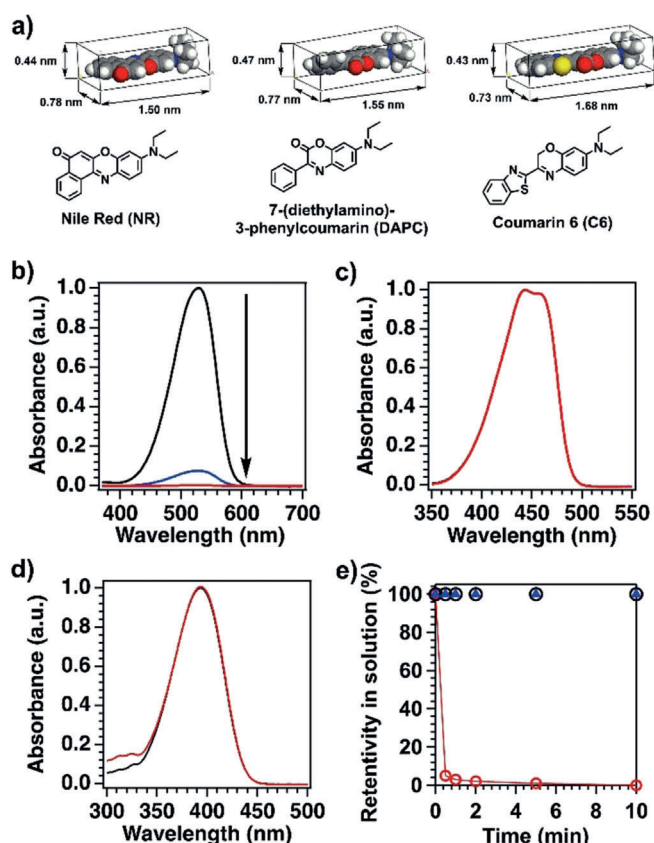 a)
0.44 nm
0.78 nm
1.50 nm
0.47 nm
0.77 nm
1.55 nm
0.43 nm
0.73 nm
1.68 nm
O
O
N
N
Nile Red (NR)
O
O
N
N
7-(diethylamino)-
3-phenylcoumarin (DAPC)
N
S
O
N
N
Coumarin 6 (C6)
b)
Absorbance (a.u.)
1.0
0.8
0.6
0.4
0.2
0.0
400
500
600
700
Wavelength (nm)
c)
Absorbance (a.u.)
1.0
0.8
0.6
0.4
0.2
0.0
350
400
450
500
550
Wavelength (nm)
d)
Absorbance (a.u.)
1.0
0.8
0.6
0.4
0.2
0.0
300
350
400
450
500
Wavelength (nm)
e)
Retentivity in solution (%)
100
80
60
40
20
0
0
2
4
6
8
10
Time (min)